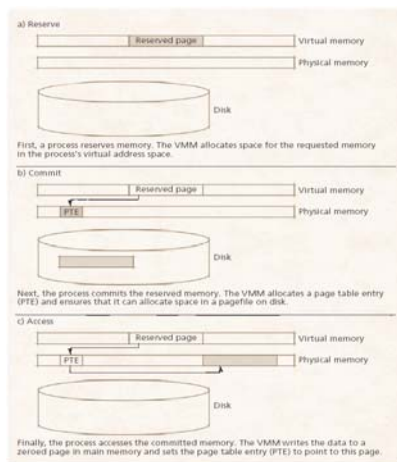 a) Reserve
Reserved page
Virtual memory
Physical memory
Disk
First, a process reserves memory. The VMM allocates space for the requested memory
in the process's virtual address space.
b) Commit
Reserved page
Virtual memory
PTE
Physical memory
Disk
Next, the process commits the reserved memory. The VMM allocates a page table entry
(PTE) and ensures that it can allocate space in a pagefile on disk.
c) Access
Reserved page
Virtual memory
PTE
Physical memory
Disk
Finally, the process accesses the committed memory. The VMM writes the data to a
zeroed page in main memory and sets the page table entry (PTE) to point to this page.